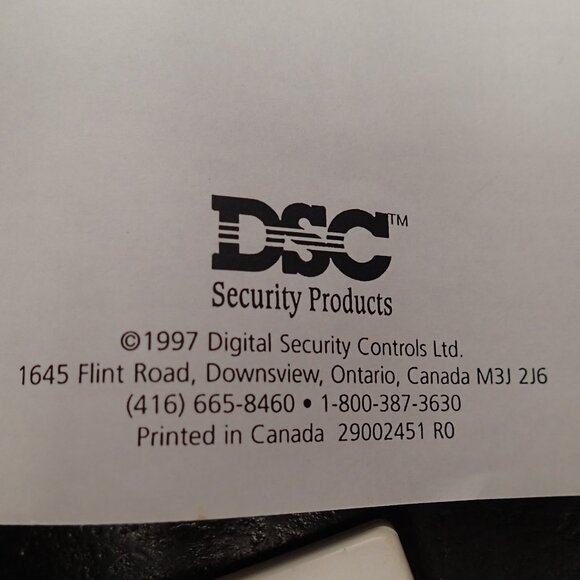 DSC™
Security Products
©1997 Digital Security Controls Ltd.
1645 Flint Road, Downsview, Ontario, Canada M3J 2J6
(416) 665-8460 • 1-800-387-3630
Printed in Canada 29002451 R0